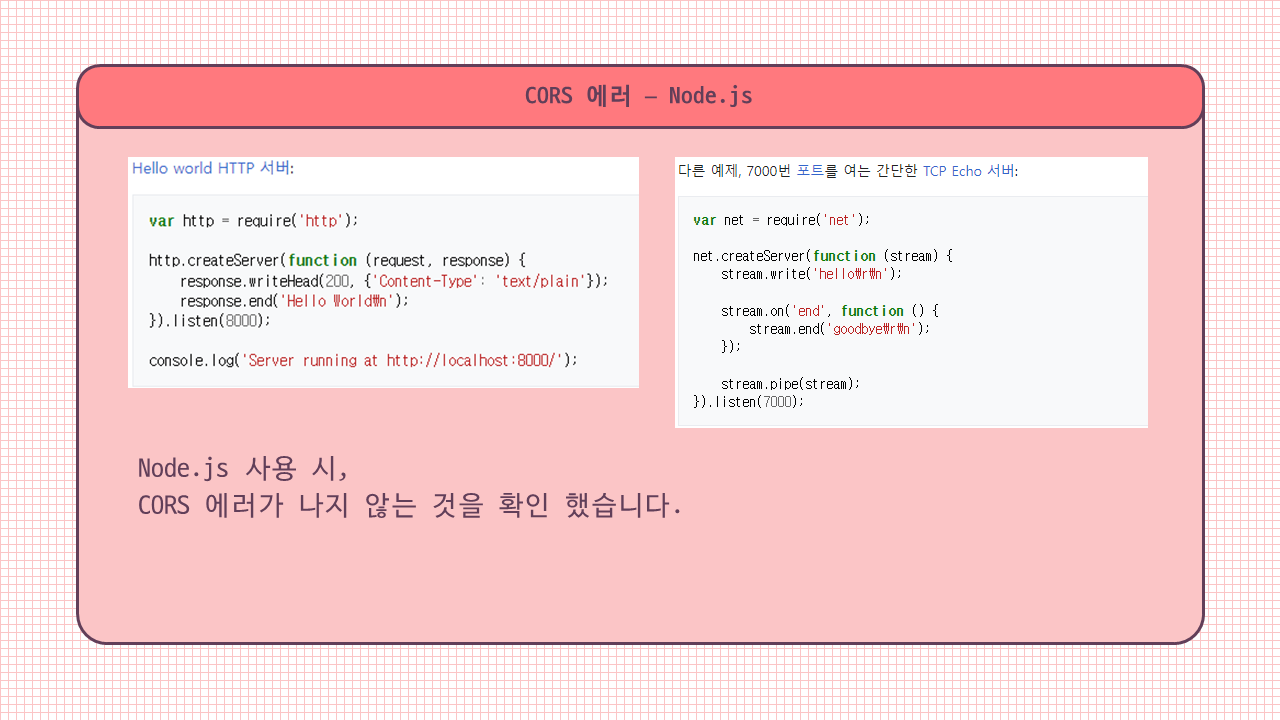 CORS 에러 – Node.js
Hello world HTTP 서버:
var http = require('http');
http.createServer(function (request, response) {
response.writeHead(200, {'Content-Type': 'text/plain'});
response.end('Hello World₩n');
}).listen(8000);
console.log('Server running at http://localhost:8000/');
다른 예제, 7000번 포트를 여는 간단한 TCP Echo 서버:
var net = require('net');
net.createServer(function (stream) {
stream.write('hello₩r₩n');
stream.on('end', function () {
stream.end('goodbye₩r₩n');
});
stream.pipe(stream);
}).listen(7000);
Node.js 사용 시,
CORS 에러가 나지 않는 것을 확인 했습니다.